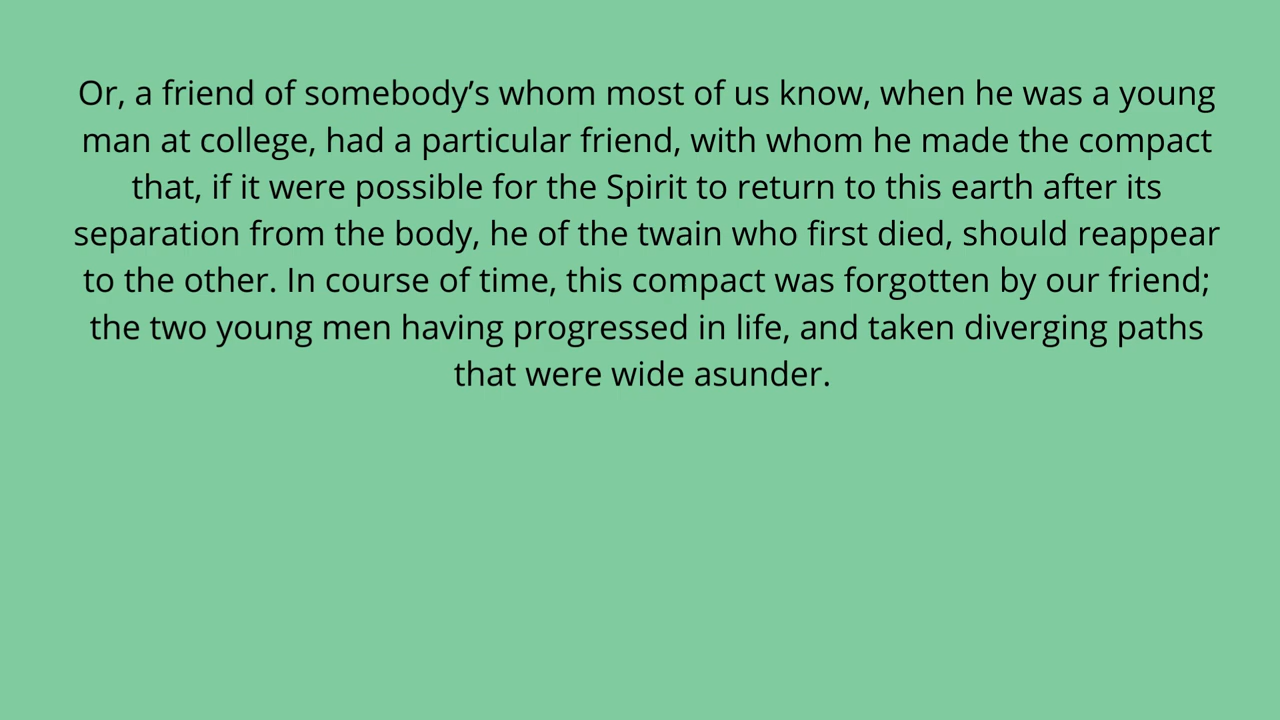 Or, a friend of somebody’s whom most of us know, when he was a young
man at college, had a particular friend, with whom he made the compact
that, if it were possible for the Spirit to return to this earth after its
separation from the body, he of the twain who first died, should reappear
to the other. In course of time, this compact was forgotten by our friend;
the two young men having progressed in life, and taken diverging paths
that were wide asunder.